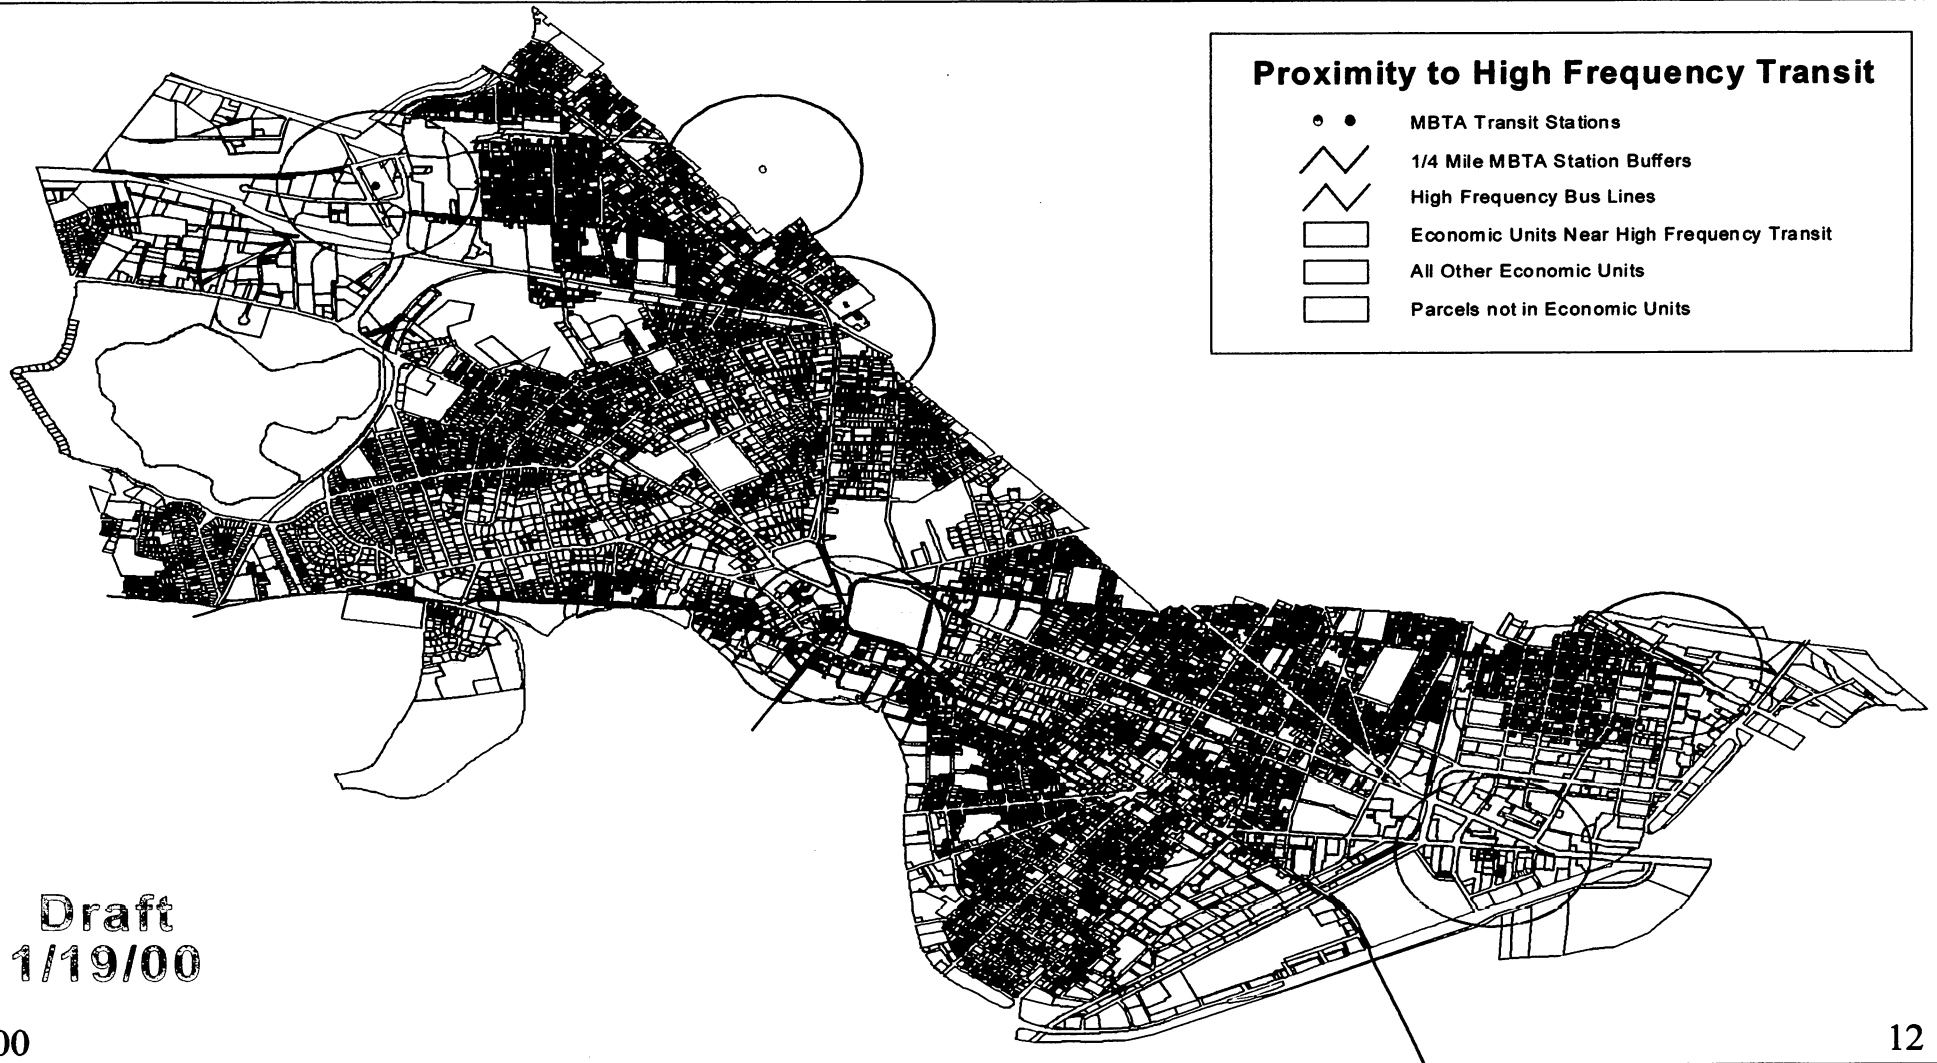 Proximity to High Frequency Transit
MBTA Transit Stations
1/4 Mile MBTA Station Buffers
High Frequency Bus Lines
Economic Units Near High Frequency Transit
All Other Economic Units
Parcels not in Economic Units
Draft
1/19/00
00
12